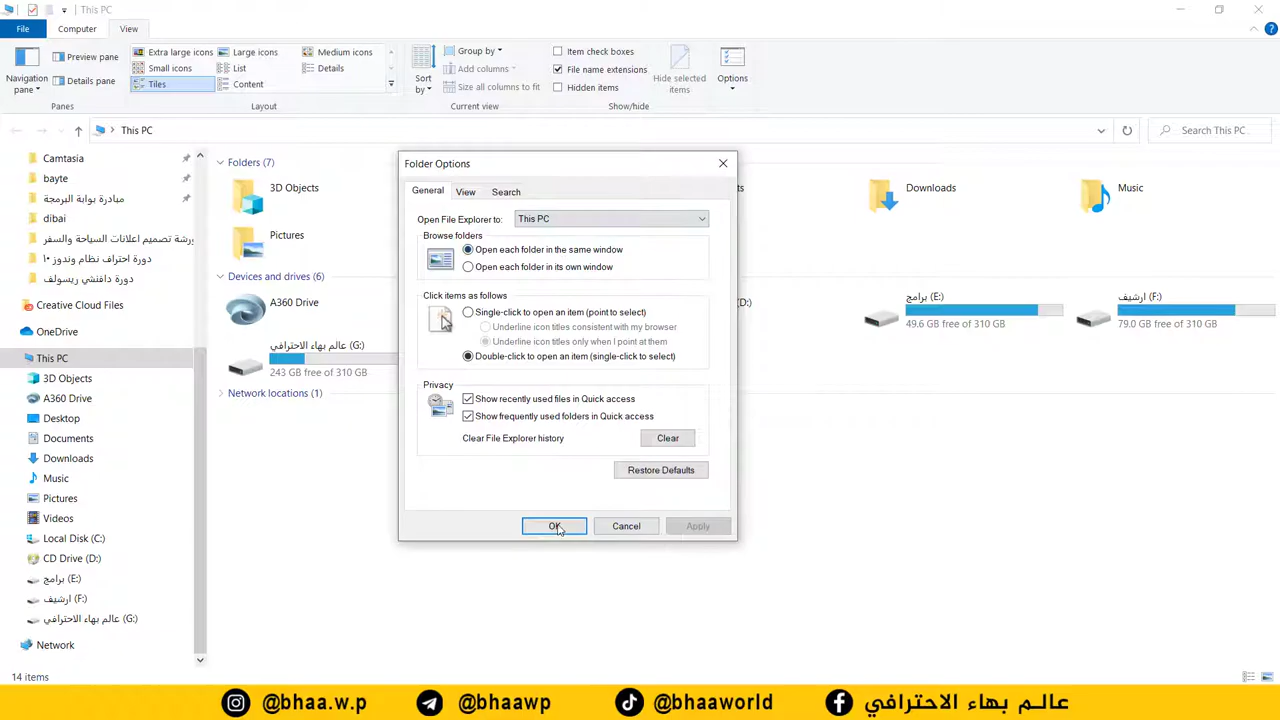 This PC
File
Computer
View
Navigation pane
Preview pane
Details pane
Panes
Extra large icons
Large icons
Medium icons
Small icons
List
Details
Tiles
Content
Layout
Sort by
Group by
Add columns
Size all columns to fit
Current view
Item check boxes
File name extensions
Hidden items
Hide selected items
Show/hide
Options
This PC
Search This PC
Camtasia
bayte
مبادرة بوابة البرمجة
dibai
ورشة تصميم اعلانات السياحة والسفر
دورة احتراف نظام وندوز ١٠
دورة دافنشي ريسولف
Creative Cloud Files
OneDrive
This PC
3D Objects
A360 Drive
Desktop
Documents
Downloads
Music
Pictures
Videos
Local Disk (C:)
CD Drive (D:)
برامج (E:)
ارشيف (F:)
عالم بهاء الاحترافي (G:)
Network
Folders (7)
3D Objects
Downloads
Music
Pictures
Devices and drives (6)
A360 Drive
(D:)
برامج (E:)
49.6 GB free of 310 GB
ارشيف (F:)
79.0 GB free of 310 GB
عالم بهاء الاحترافي (G:)
243 GB free of 310 GB
Network locations (1)
Folder Options
General
View
Search
Open File Explorer to:
This PC
Browse folders
Open each folder in the same window
Open each folder in its own window
Click items as follows
Single-click to open an item (point to select)
Underline icon titles consistent with my browser
Underline icon titles only when I point at them
Double-click to open an item (single-click to select)
Privacy
Show recently used files in Quick access
Show frequently used folders in Quick access
Clear File Explorer history
Clear
Restore Defaults
OK
Cancel
Apply
14 items
@bhaa.w.p
@bhaawp
@bhaaworld
عالم بهاء الاحترافي